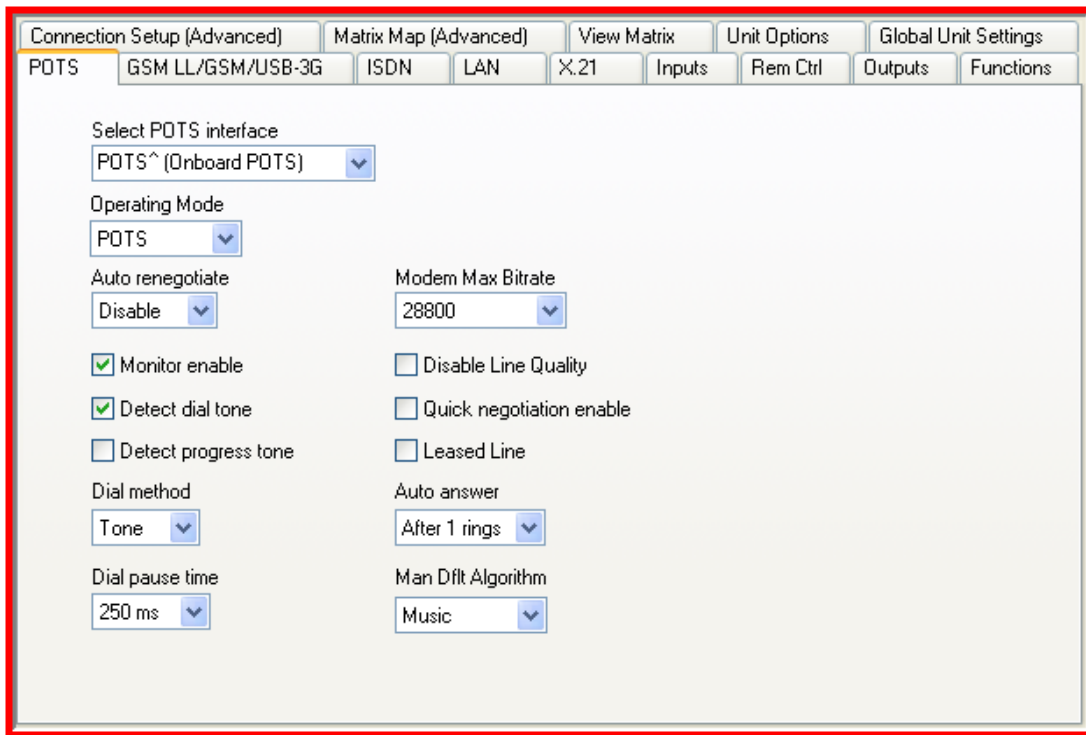 Connection Setup (Advanced) Matrix Map (Advanced) View Matrix Unit Options Global Unit Settings
POTS GSM LL/GSM/USB-3G ISDN LAN X.21 Inputs Rem Ctrl Outputs Functions
Select POTS interface
POTS^ (Onboard POTS)
Operating Mode
POTS
Auto renegotiate Modem Max Bitrate
Disable 28800
Monitor enable Disable Line Quality
Detect dial tone Quick negotiation enable
Detect progress tone Leased Line
Dial method Auto answer
Tone After 1 rings
Dial pause time Man Dflt Algorithm
250 ms Music